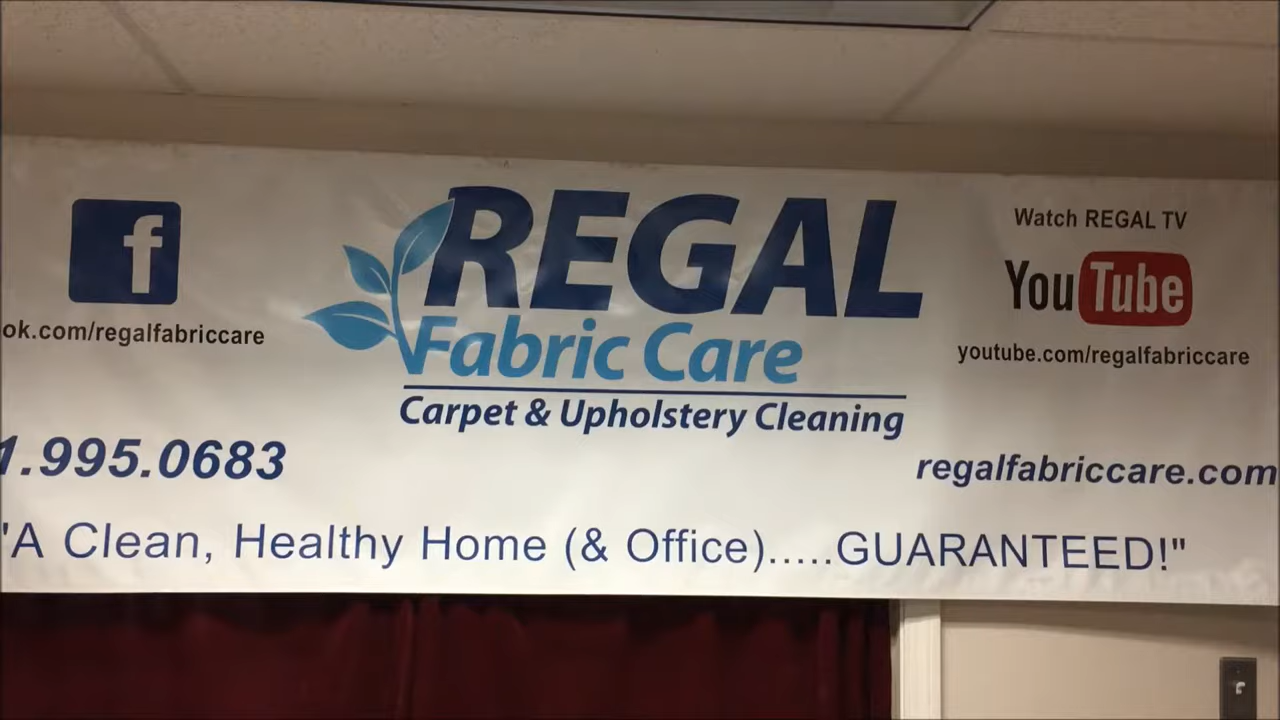 f
ok.com/regalfabriccare
REGAL
Fabric Care
Carpet & Upholstery Cleaning
Watch REGAL TV
YouTube
youtube.com/regalfabriccare
1.995.0683
regalfabriccare.com
"A Clean, Healthy Home (& Office).....GUARANTEED!"